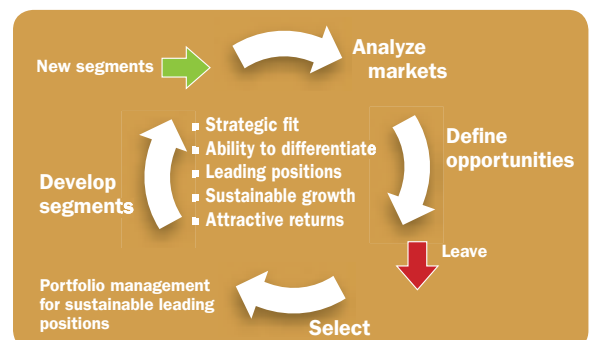 New segments
Analyze
markets
Strategic fit
Ability to differentiate
Leading positions
Sustainable growth
Attractive returns
Define
opportunities
Develop
segments
Leave
Portfolio management
for sustainable leading
positions
Select